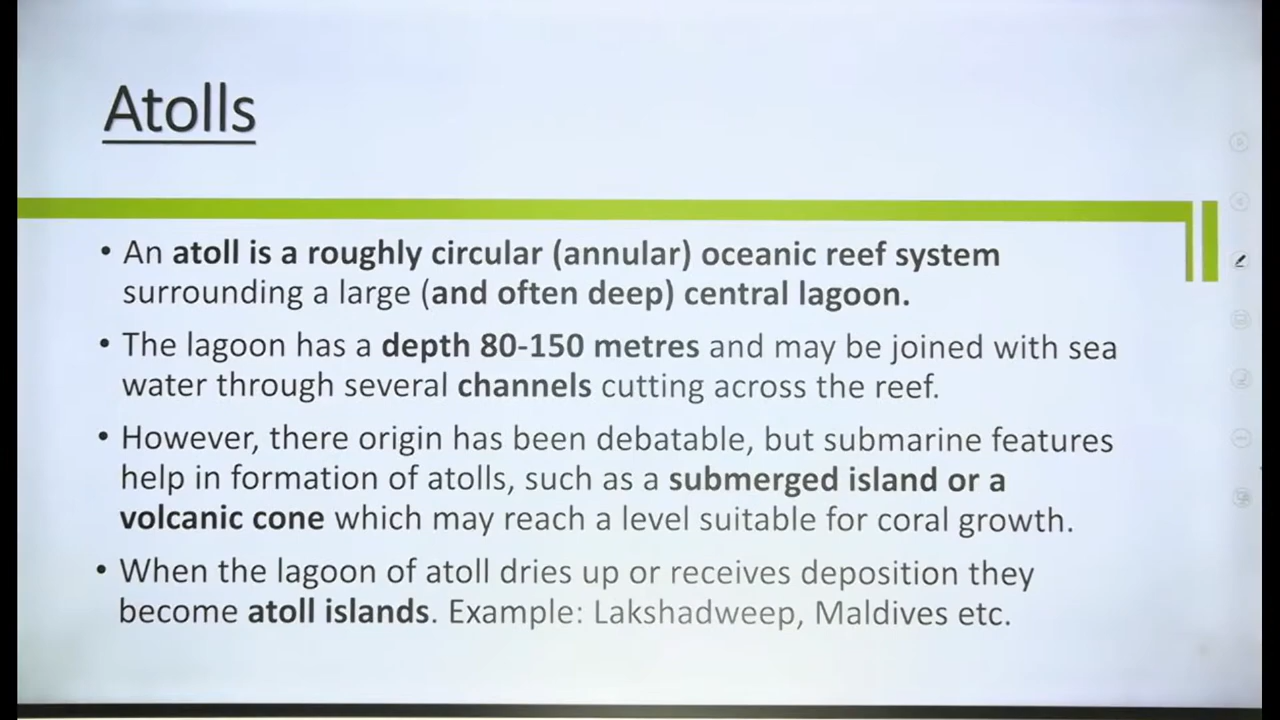 Atolls
• An atoll is a roughly circular (annular) oceanic reef system
surrounding a large (and often deep) central lagoon.
• The lagoon has a depth 80-150 metres and may be joined with sea
water through several channels cutting across the reef.
• However, there origin has been debatable, but submarine features
help in formation of atolls, such as a submerged island or a
volcanic cone which may reach a level suitable for coral growth.
• When the lagoon of atoll dries up or receives deposition they
become atoll islands. Example: Lakshadweep, Maldives etc.